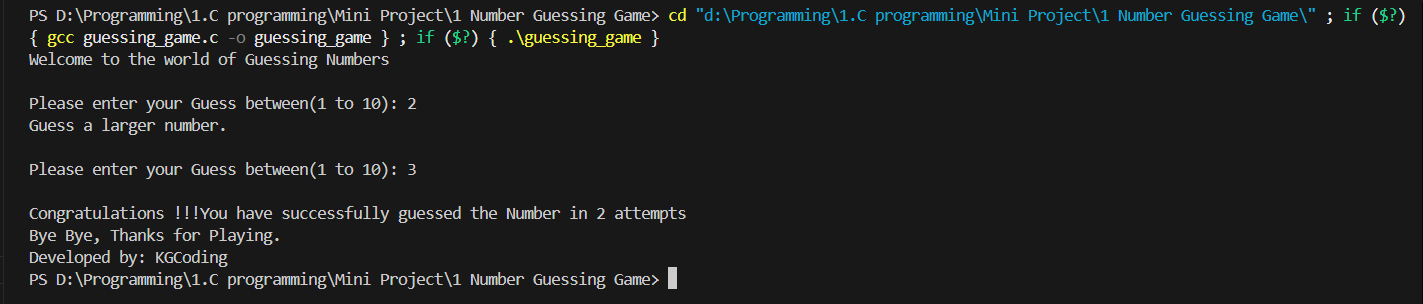 PS D:\Programming\1.C programming\Mini Project\1 Number Guessing Game> cd "d:\Programming\1.C programming\Mini Project\1 Number Guessing Game\" ; if ($?)
{ gcc guessing_game.c -o guessing_game } ; if ($?) { .\guessing_game }
Welcome to the world of Guessing Numbers
Please enter your Guess between(1 to 10): 2
Guess a larger number.
Please enter your Guess between(1 to 10): 3
Congratulations !!!You have successfully guessed the Number in 2 attempts
Bye Bye, Thanks for Playing.
Developed by: KGCoding
PS D:\Programming\1.C programming\Mini Project\1 Number Guessing Game>